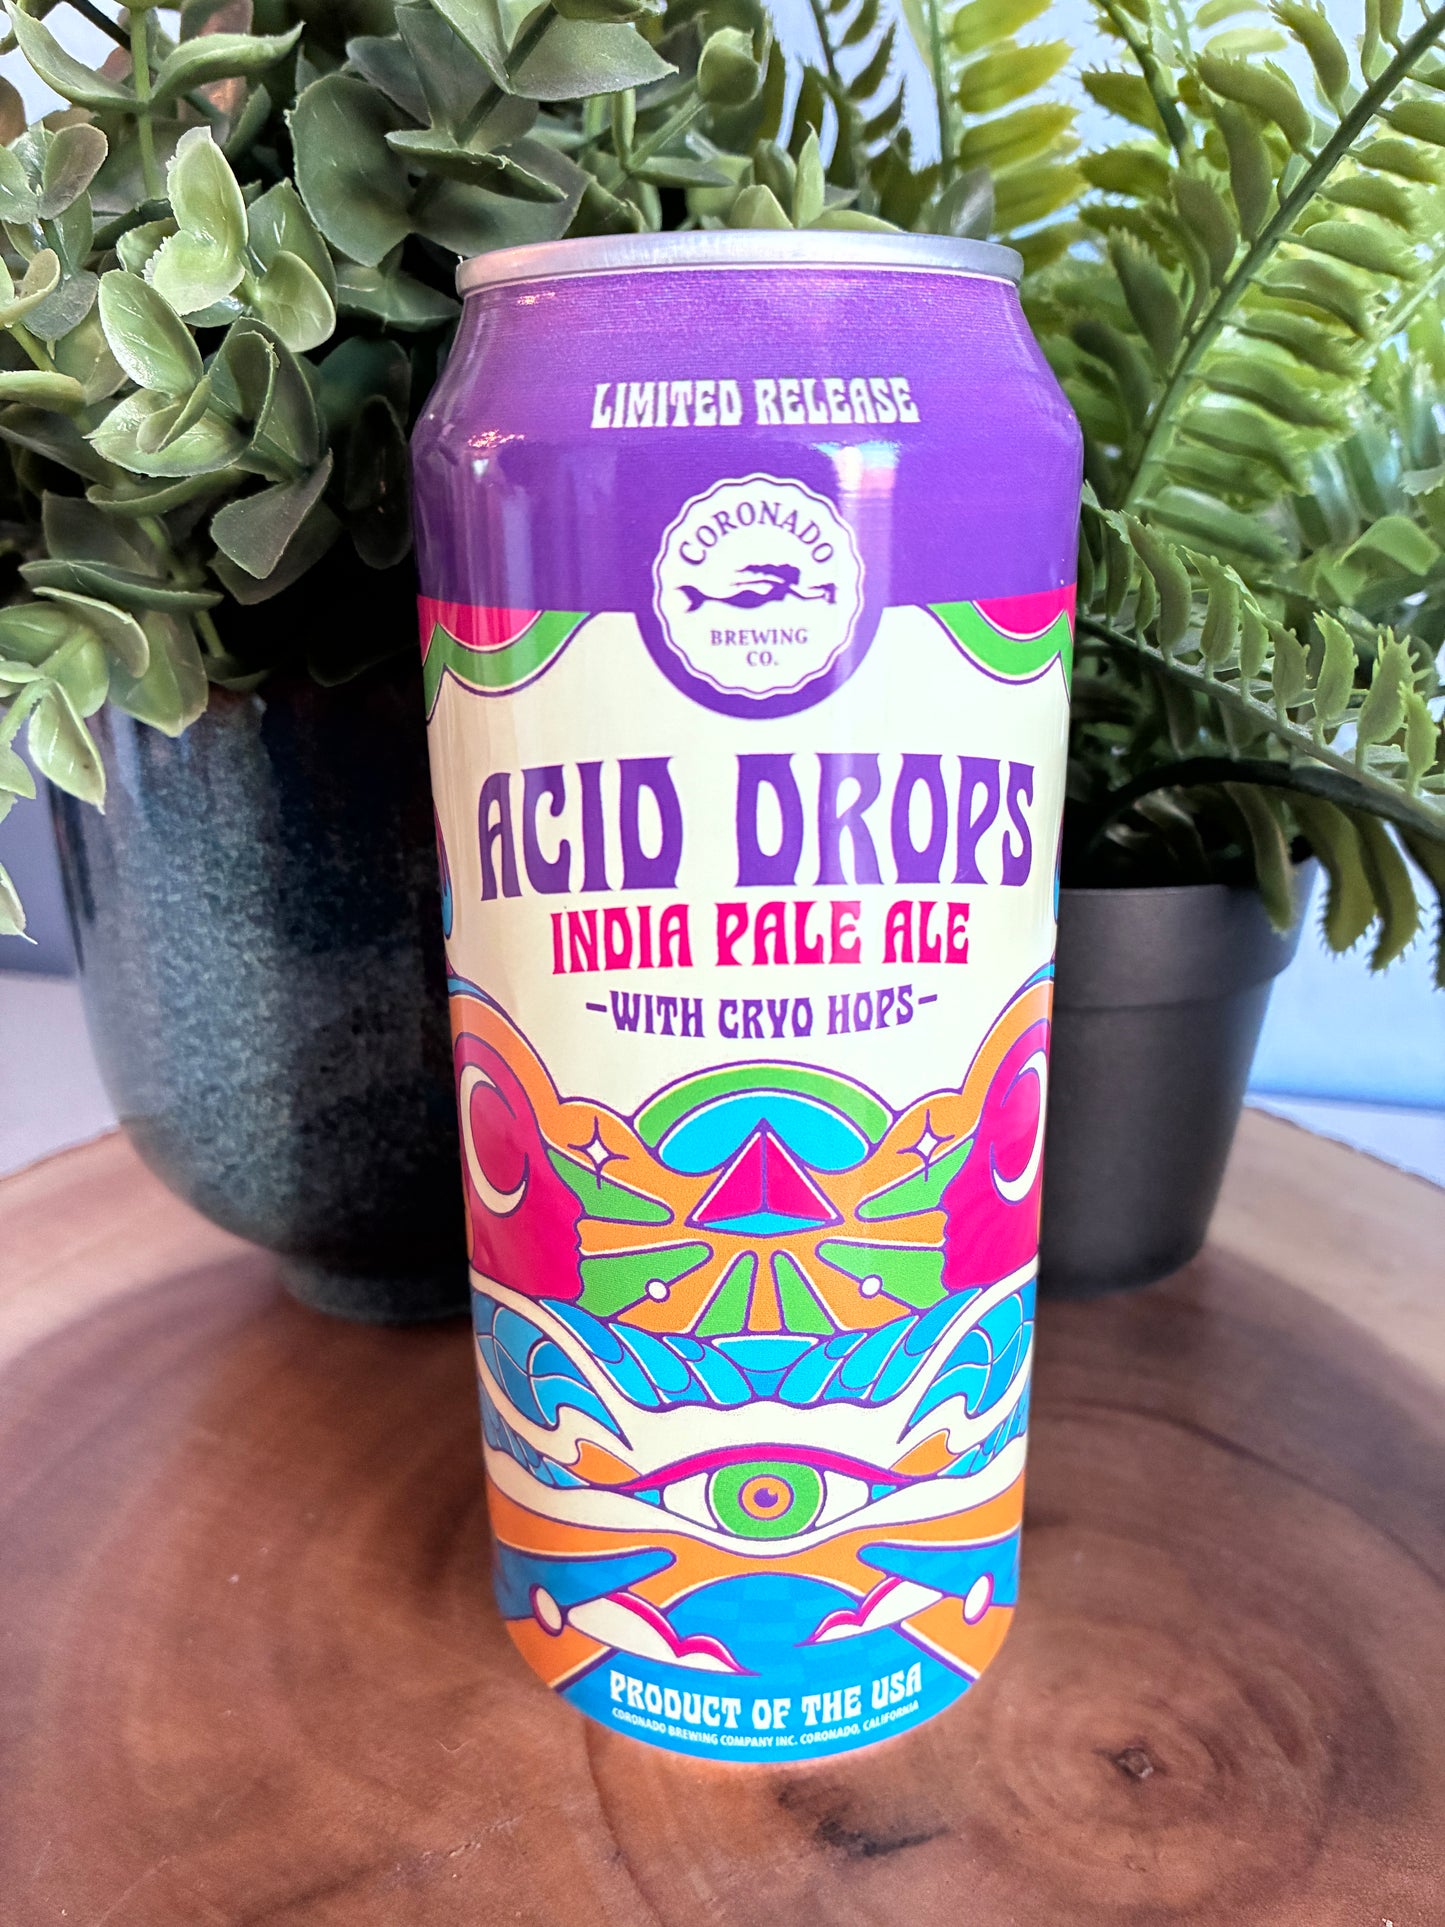 LIMITED RELEASE
CORONADO
BREWING
CO.
ACID DROPS
INDIA PALE ALE
-WITH CRYO HOPS-
PRODUCT OF THE USA
CORONADO BREWING COMPANY INC. CORONADO, CALIFORNIA